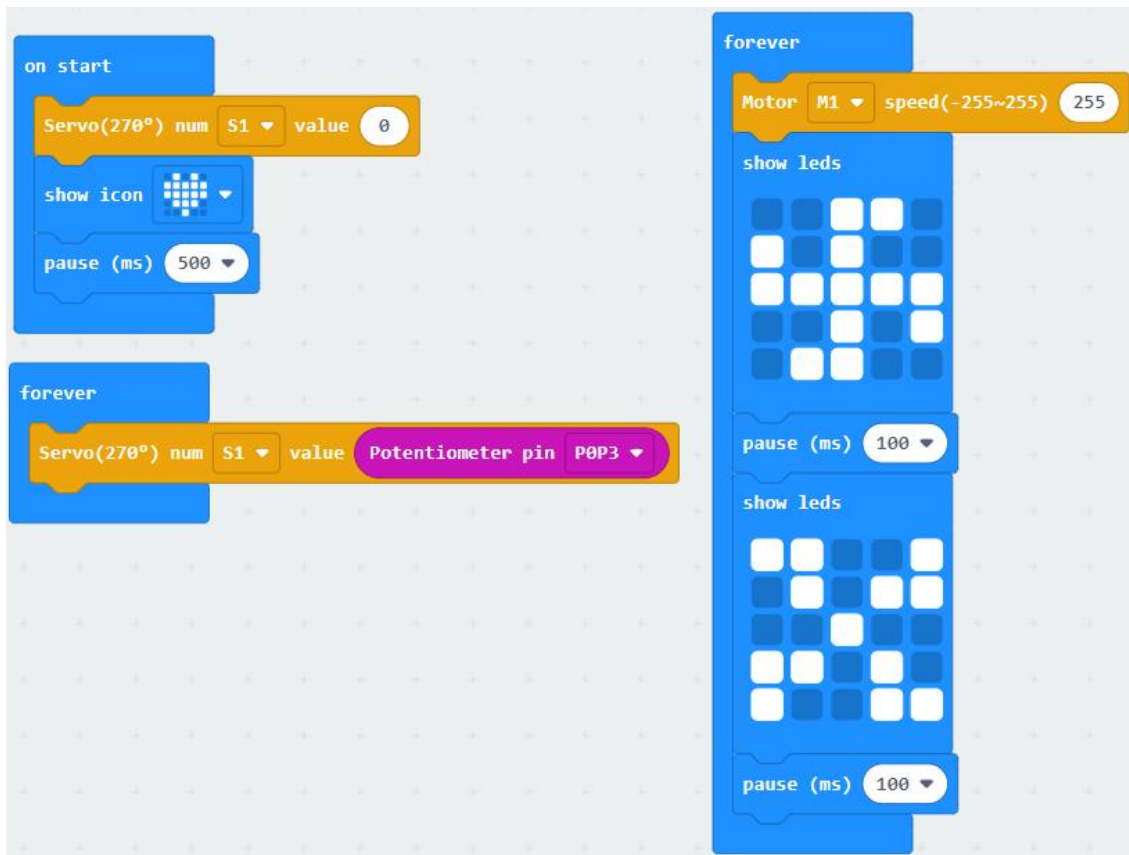 on start
Servo(270°) num S1 value 0
show icon
pause (ms) 500
forever
Servo(270°) num S1 value Potentiometer pin P0P3
forever
Motor M1 speed(-255~255) 255
show leds
pause (ms) 100
show leds
pause (ms) 100